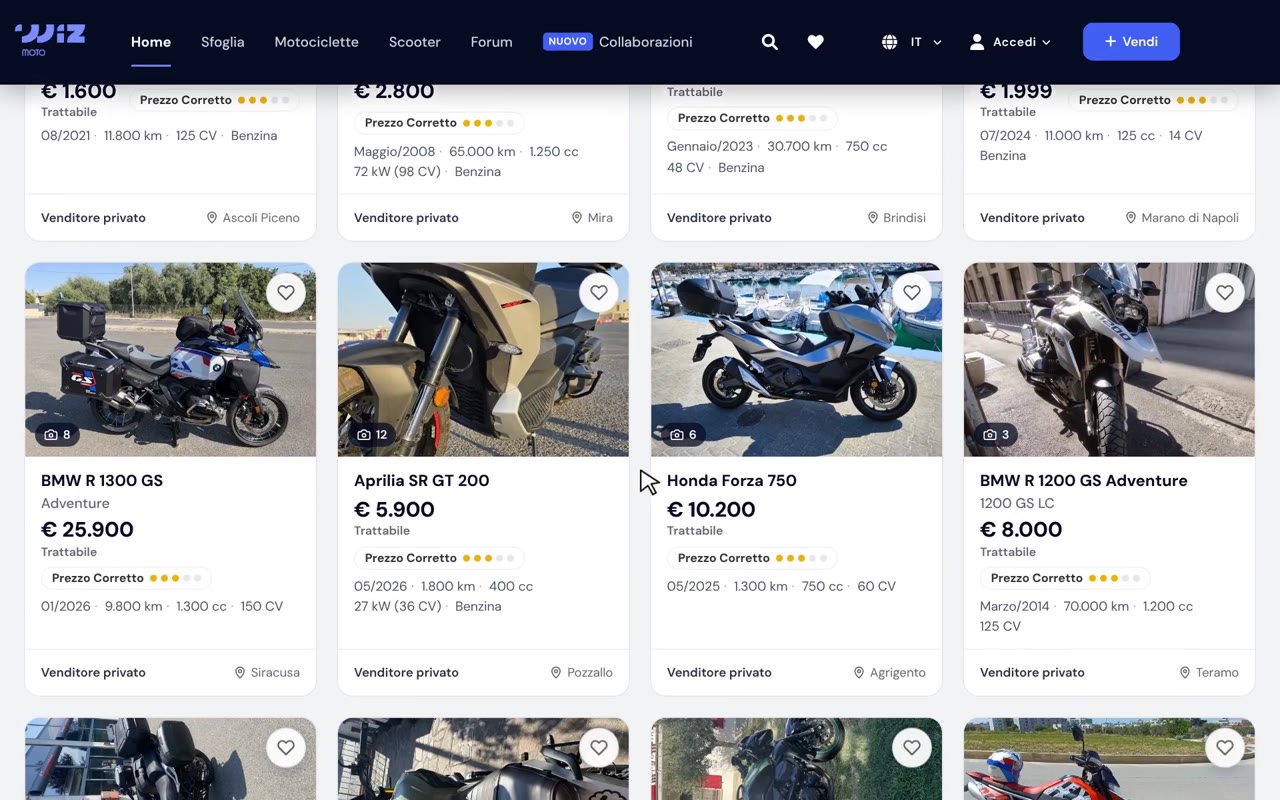 WIZ
MOTO
Home
Sfoglia
Motociclette
Scooter
Forum
NUOVO Collaborazioni
IT
Accedi
+ Vendi
€ 1.600
Prezzo Corretto
Trattabile
08/2021 · 11.800 km · 125 CV · Benzina
Venditore privato
Ascoli Piceno
€ 2.800
Prezzo Corretto
Maggio/2008 · 65.000 km · 1.250 cc
72 kW (98 CV) · Benzina
Venditore privato
Mira
Trattabile
Prezzo Corretto
Gennaio/2023 · 30.700 km · 750 cc
48 CV · Benzina
Venditore privato
Brindisi
€ 1.999
Prezzo Corretto
Trattabile
07/2024 · 11.000 km · 125 cc · 14 CV
Benzina
Venditore privato
Marano di Napoli
GS
8
BMW R 1300 GS
Adventure
€ 25.900
Trattabile
Prezzo Corretto
01/2026 · 9.800 km · 1.300 cc · 150 CV
Venditore privato
Siracusa
12
Aprilia SR GT 200
€ 5.900
Trattabile
Prezzo Corretto
05/2026 · 1.800 km · 400 cc
27 kW (36 CV) · Benzina
Venditore privato
Pozzallo
6
Honda Forza 750
€ 10.200
Trattabile
Prezzo Corretto
05/2025 · 1.300 km · 750 cc · 60 CV
Venditore privato
Agrigento
3
BMW R 1200 GS Adventure
1200 GS LC
€ 8.000
Trattabile
Prezzo Corretto
Marzo/2014 · 70.000 km · 1.200 cc
125 CV
Venditore privato
Teramo